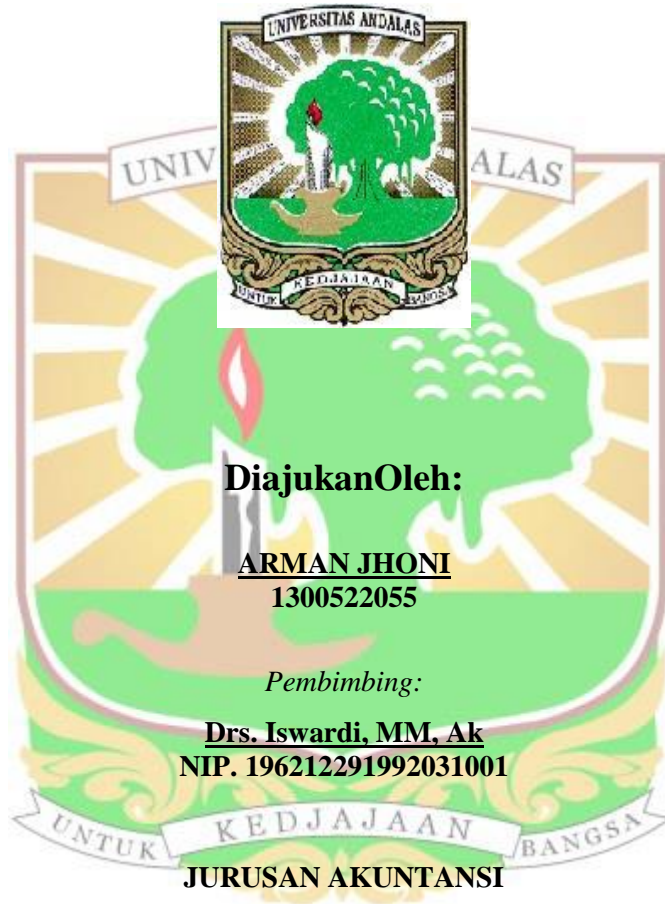 UNIVERSITAS ANDALAS
UNTUK KEDJAJAAN BANGSA
UNIV ALAS
DiajukanOleh:
ARMAN JHONI
1300522055
Pembimbing:
Drs. Iswardi, MM, Ak
NIP. 196212291992031001
UNTUK KEDJAJAAN BANGSA
JURUSAN AKUNTANSI